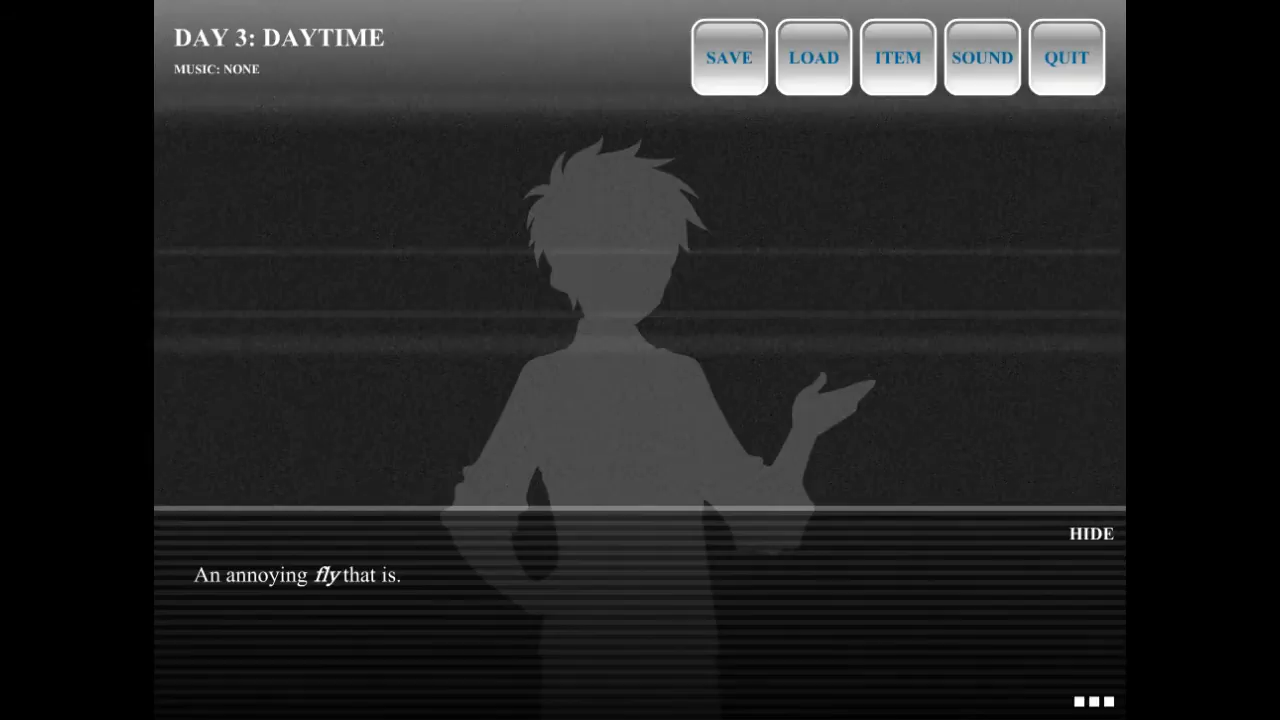 DAY 3: DAYTIME
MUSIC: NONE
SAVE LOAD ITEM SOUND QUIT
HIDE
An annoying fly that is.